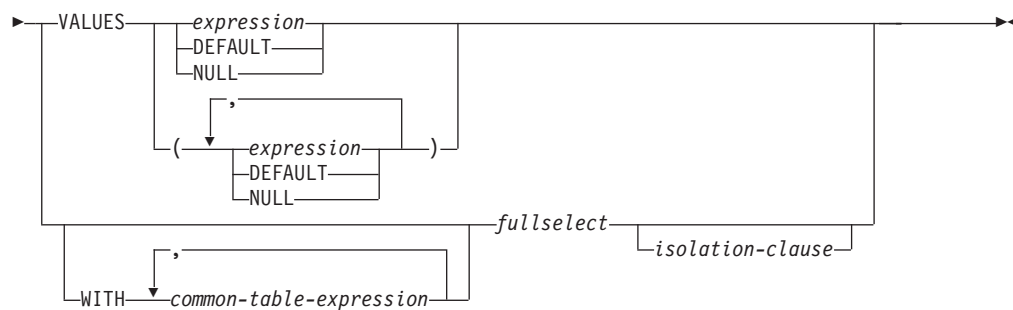 VALUES expression
DEFAULT
NULL
,
( expression )
DEFAULT
NULL
fullselect
isolation-clause
,
WITH common-table-expression